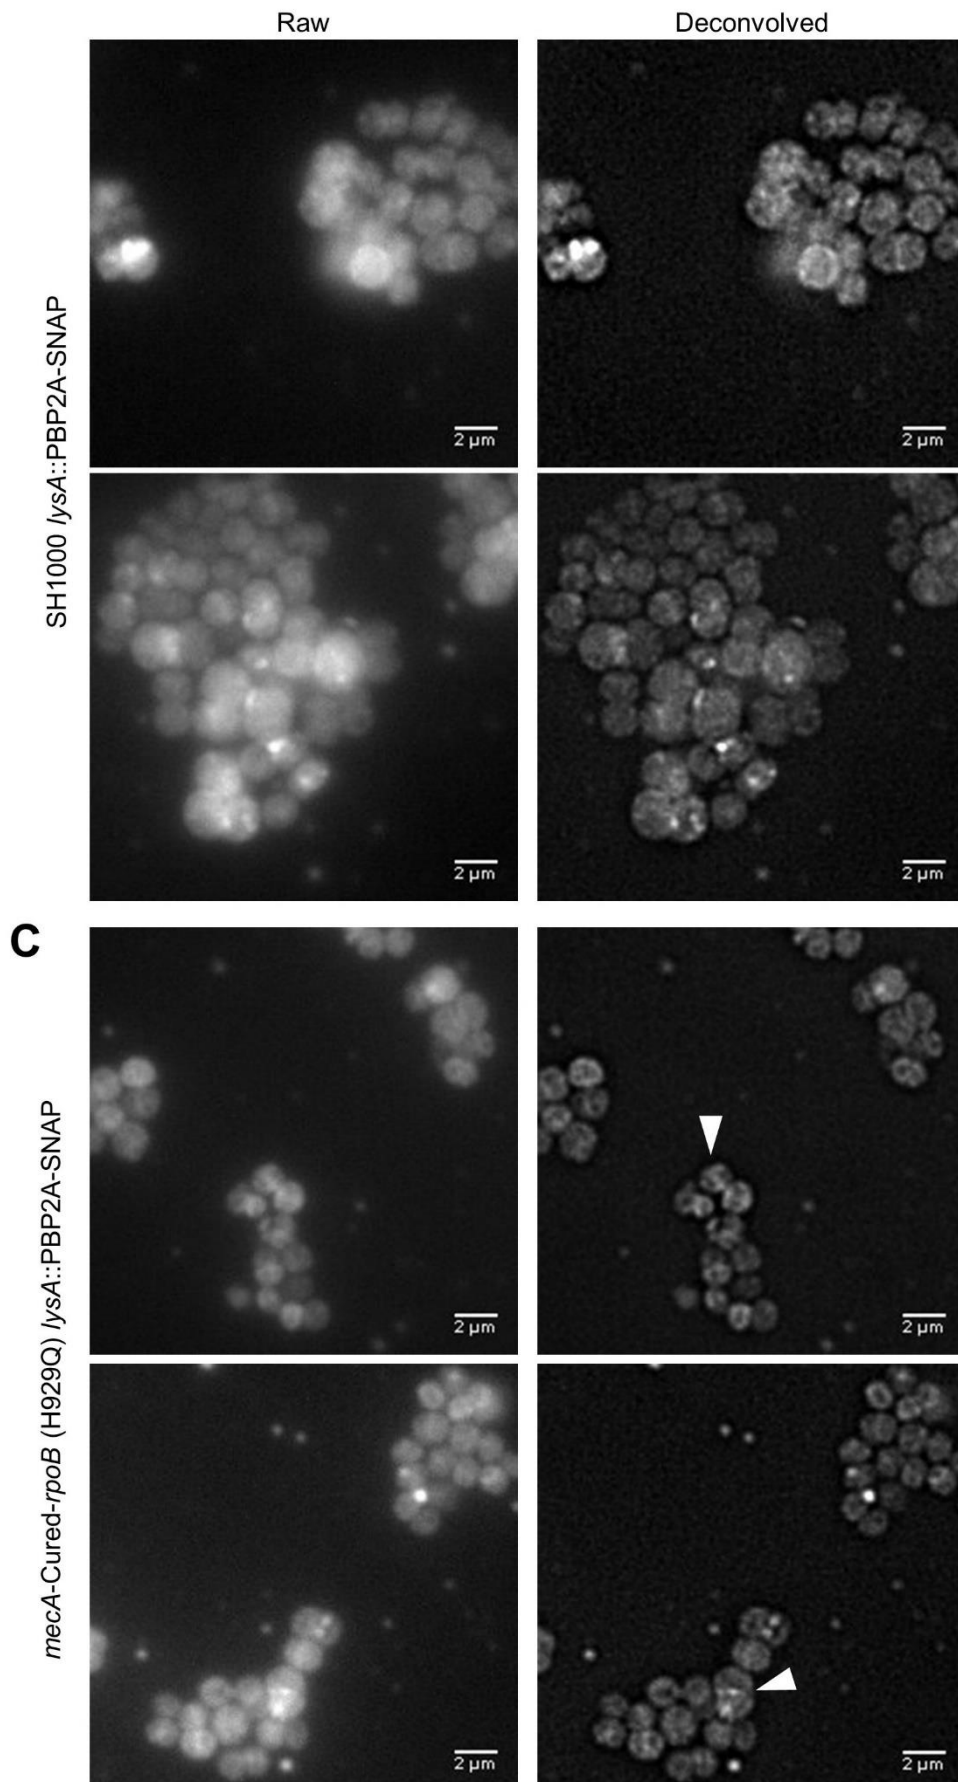 Raw
Deconvolved
SH1000 lysA::PBP2A-SNAP
2 µm
2 µm
2 µm
2 µm
C
mecA-Cured-rpoB (H929Q) lysA::PBP2A-SNAP
2 µm
2 µm
2 µm
2 µm